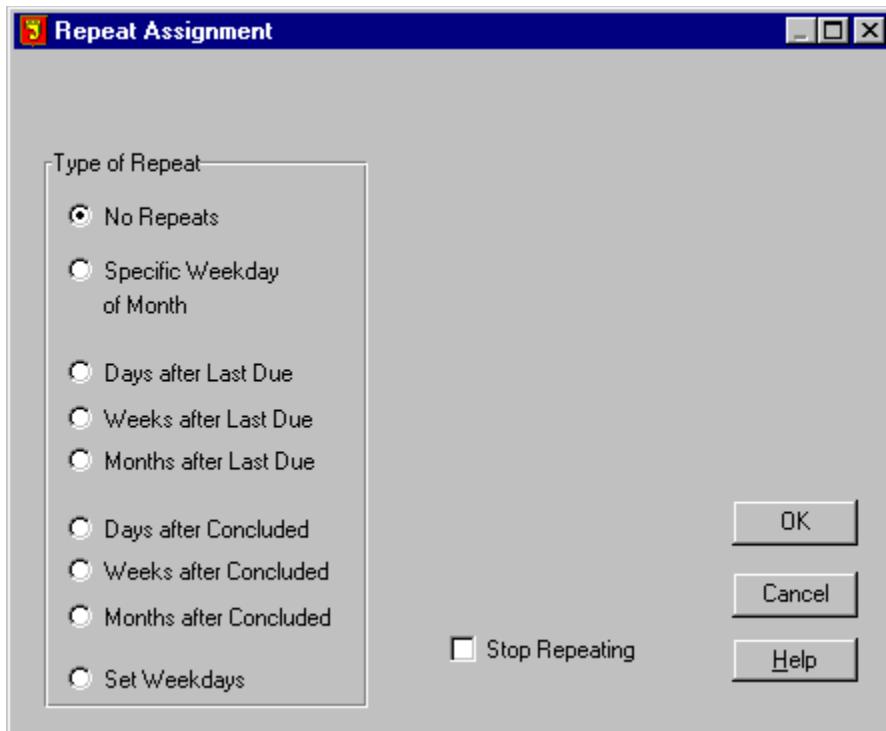 Repeat Assignment
Type of Repeat
No Repeats
Specific Weekday
of Month
Days after Last Due
Weeks after Last Due
Months after Last Due
Days after Concluded
Weeks after Concluded
Months after Concluded
Set Weekdays
Stop Repeating
OK
Cancel
Help